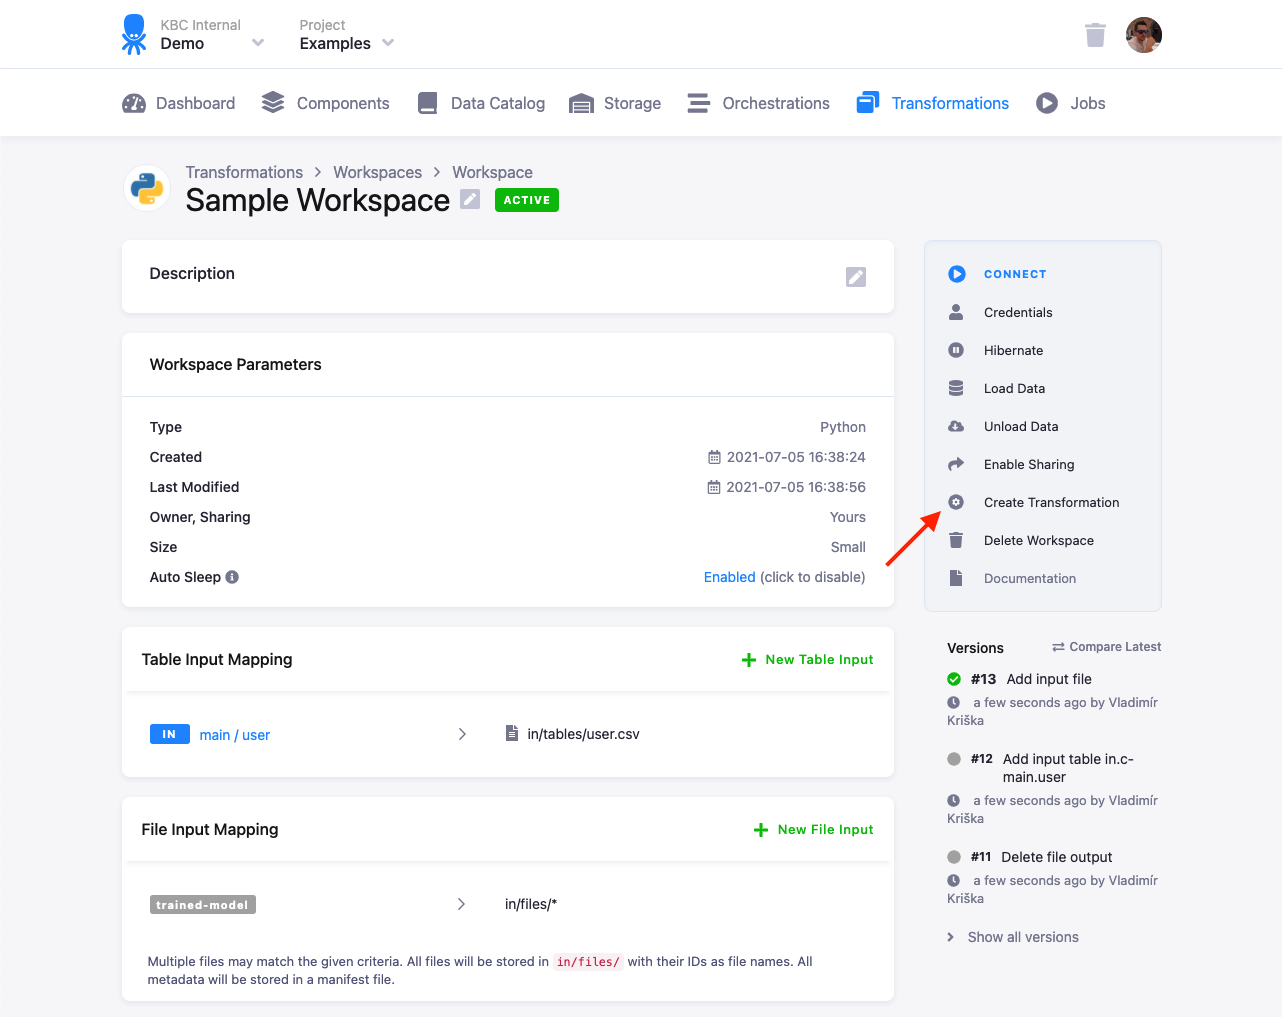 KBC Internal
Demo
Project
Examples
Dashboard
Components
Data Catalog
Storage
Orchestrations
Transformations
Jobs
Transformations > Workspaces > Workspace
Sample Workspace
ACTIVE
Description
Workspace Parameters
Type
Python
Created
2021-07-05 16:38:24
Last Modified
2021-07-05 16:38:56
Owner, Sharing
Yours
Size
Small
Auto Sleep
Enabled (click to disable)
Table Input Mapping
New Table Input
IN main / user
in/tables/user.csv
File Input Mapping
New File Input
trained-model
in/files/*
Multiple files may match the given criteria. All files will be stored in in/files/ with their IDs as file names. All
metadata will be stored in a manifest file.
CONNECT
Credentials
Hibernate
Load Data
Unload Data
Enable Sharing
Create Transformation
Delete Workspace
Documentation
Versions
Compare Latest
#13 Add input file
a few seconds ago by Vladimír
Kriška
#12 Add input table in.c-
main.user
a few seconds ago by Vladimír
Kriška
#11 Delete file output
a few seconds ago by Vladimír
Kriška
Show all versions